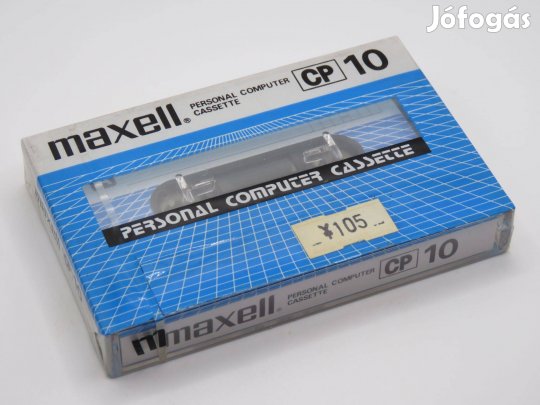 Jófogás
maxell® PERSONAL COMPUTER CASSETTE CP 10
PERSONAL COMPUTER CASSETTE
¥105
maxell® PERSONAL COMPUTER CASSETTE CP 10